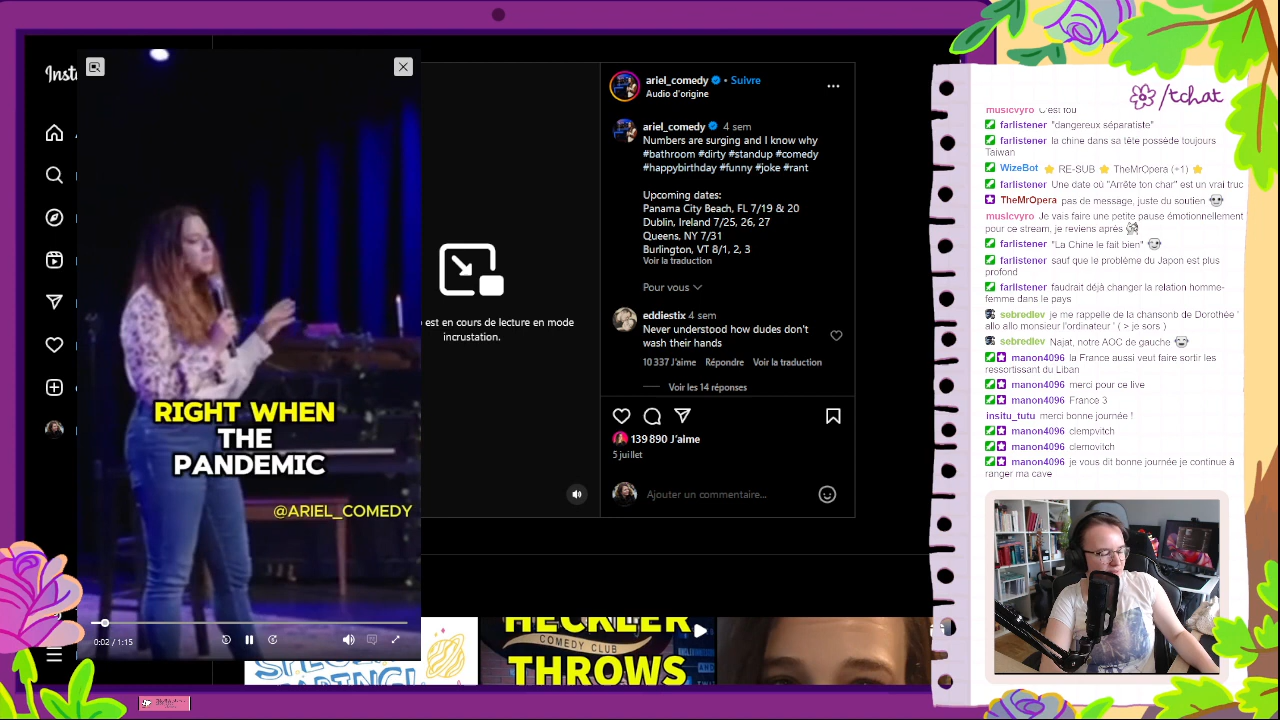 Insta
RIGHT WHEN
THE
PANDEMIC
@ARIEL_COMEDY
0:02 / 1:15
est en cours de lecture en mode
incrustation.
ariel_comedy • Suivre
Audio d'origine
ariel_comedy 4 sem
Numbers are surging and I know why
#bathroom #dirty #standup #comedy
#happybirthday #funny #joke #rant
Upcoming dates:
Panama City Beach, FL 7/19 & 20
Dublin, Ireland 7/25, 26, 27
Queens, NY 7/31
Burlington, VT 8/1, 2, 3
Voir la traduction
Pour vous
eddiestix 4 sem
Never understood how dudes don't
wash their hands
10 337 J'aime Répondre Voir la traduction
Voir les 14 réponses
139 890 J'aime
5 juillet
Ajouter un commentaire...
HECKLER
COMEDY CLUB
THROWS
/tchat
musicvyro C'est fou
farlistener "dangereux séparatiste"
farlistener la chine dans sa tête possède toujours
Taiwan
WizeBot RE-SUB TheMrOpera (+1)
farlistener Une date où "Arrête ton char" est un vrai truc
TheMrOpera pas de message, juste du soutien
musicvyro Je vais faire une petite pause émotionnellement
pour ce stream, je reviens après
farlistener "La Chine le fait bien"
farlistener sauf que le problème du Japon est plus
profond
farlistener faudrait déjà changer la relation homme-
femme dans le pays
sebredlev je me rappelle de la chansonb de Dorothée '
allo allo monsieur l'ordinateur ' ( > je sors )
sebredlev Najat, notre AOC de gauche
manon4096 la France aussi veut faire sortir les
ressortissant du Liban
manon4096 merci pour ce live
manon4096 France 3
insitu_tutu merci bonne journée !
manon4096 clempvitch
manon4096 clemovitch
manon4096 je vous dit bonne journée je continue à
ranger ma cave